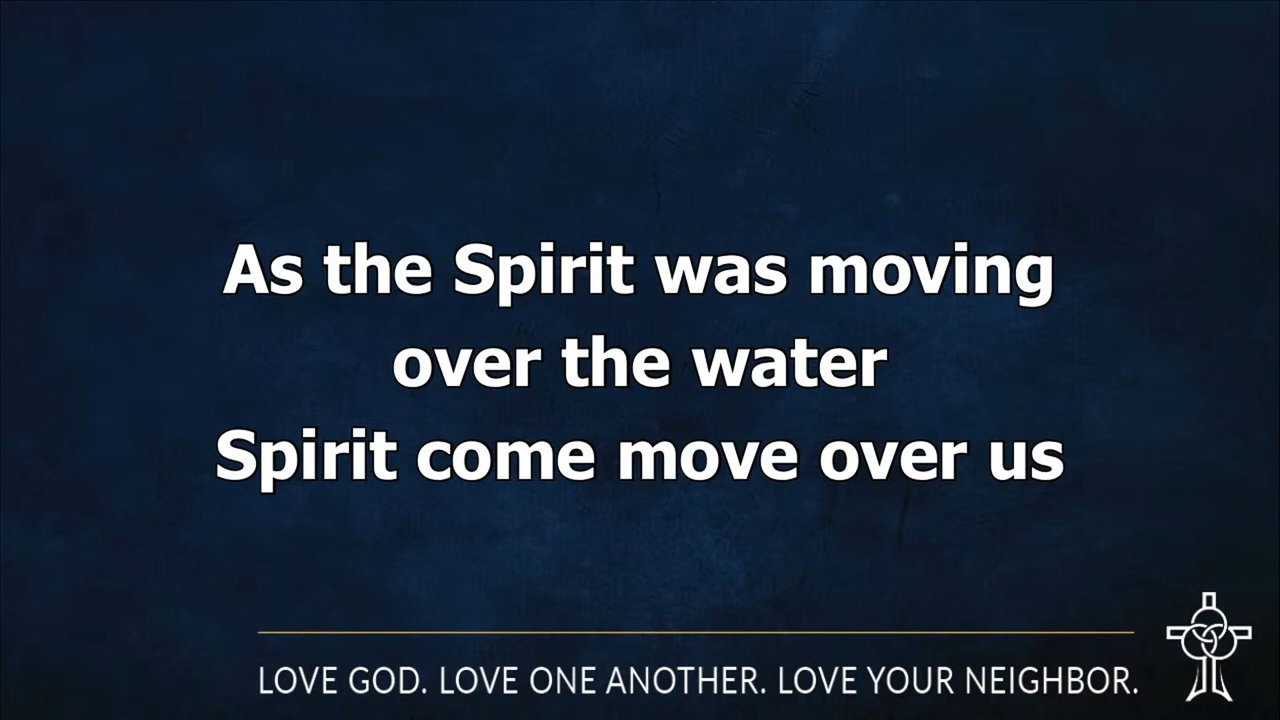 As the Spirit was moving
over the water
Spirit come move over us
LOVE GOD. LOVE ONE ANOTHER. LOVE YOUR NEIGHBOR.